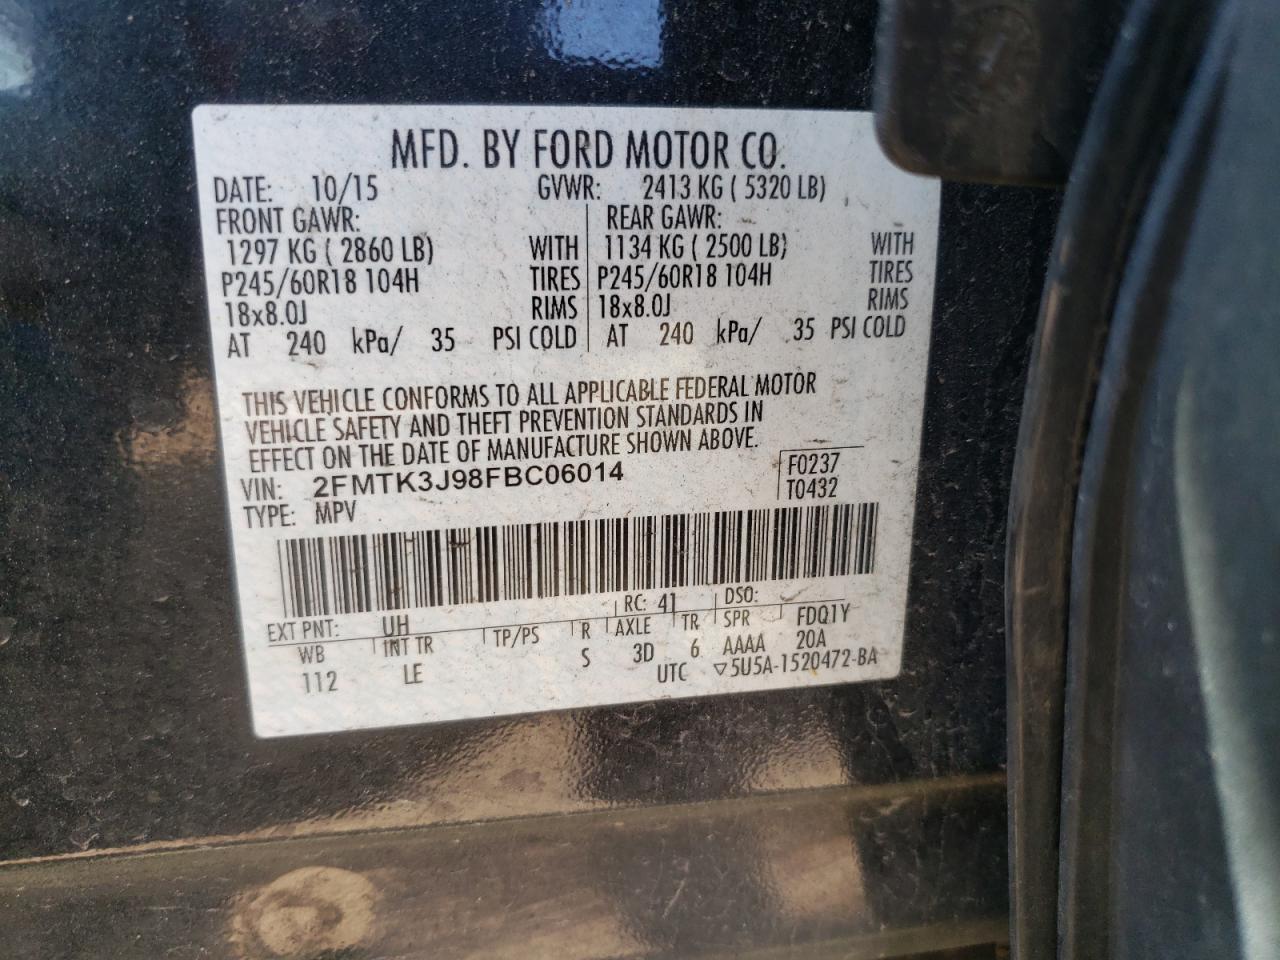 MFD. BY FORD MOTOR CO.
DATE: 10/15 GVWR: 2413 KG ( 5320 LB)
FRONT GAWR: REAR GAWR:
1297 KG ( 2860 LB) WITH 1134 KG ( 2500 LB) WITH
P245/60R18 104H TIRES P245/60R18 104H TIRES
18x8.0J RIMS 18x8.0J RIMS
AT 240 kPa/ 35 PSI COLD AT 240 kPa/ 35 PSI COLD
THIS VEHICLE CONFORMS TO ALL APPLICABLE FEDERAL MOTOR
VEHICLE SAFETY AND THEFT PREVENTION STANDARDS IN
EFFECT ON THE DATE OF MANUFACTURE SHOWN ABOVE.
VIN: 2FMTK3J98FBC06014 F0237
TYPE: MPV T0432
EXT PNT: UH RC: 41 DSO: FDQ1Y
WB INT TR TP/PS R AXLE TR SPR 20A
112 LE S 3D 6 AAAA
UTC ▽5U5A-1520472-BA